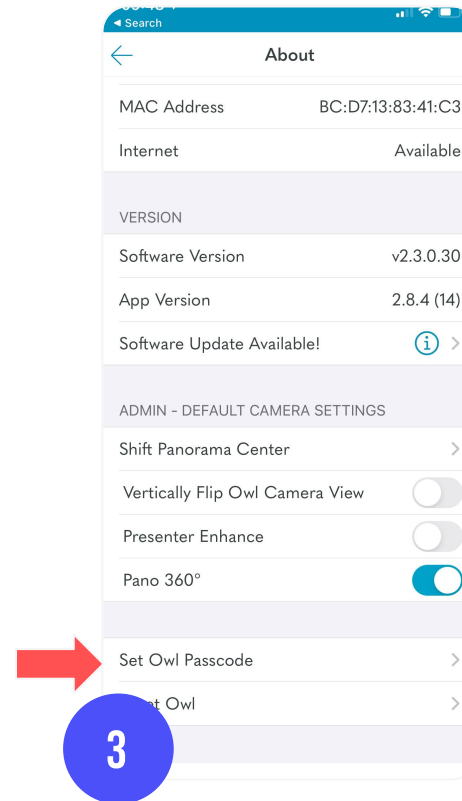 ◄ Search
About
MAC Address BC:D7:13:83:41:C3
Internet Available
VERSION
Software Version v2.3.0.30
App Version 2.8.4 (14)
Software Update Available!
ADMIN - DEFAULT CAMERA SETTINGS
Shift Panorama Center
Vertically Flip Owl Camera View
Presenter Enhance
Pano 360°
Set Owl Passcode
Owl
3